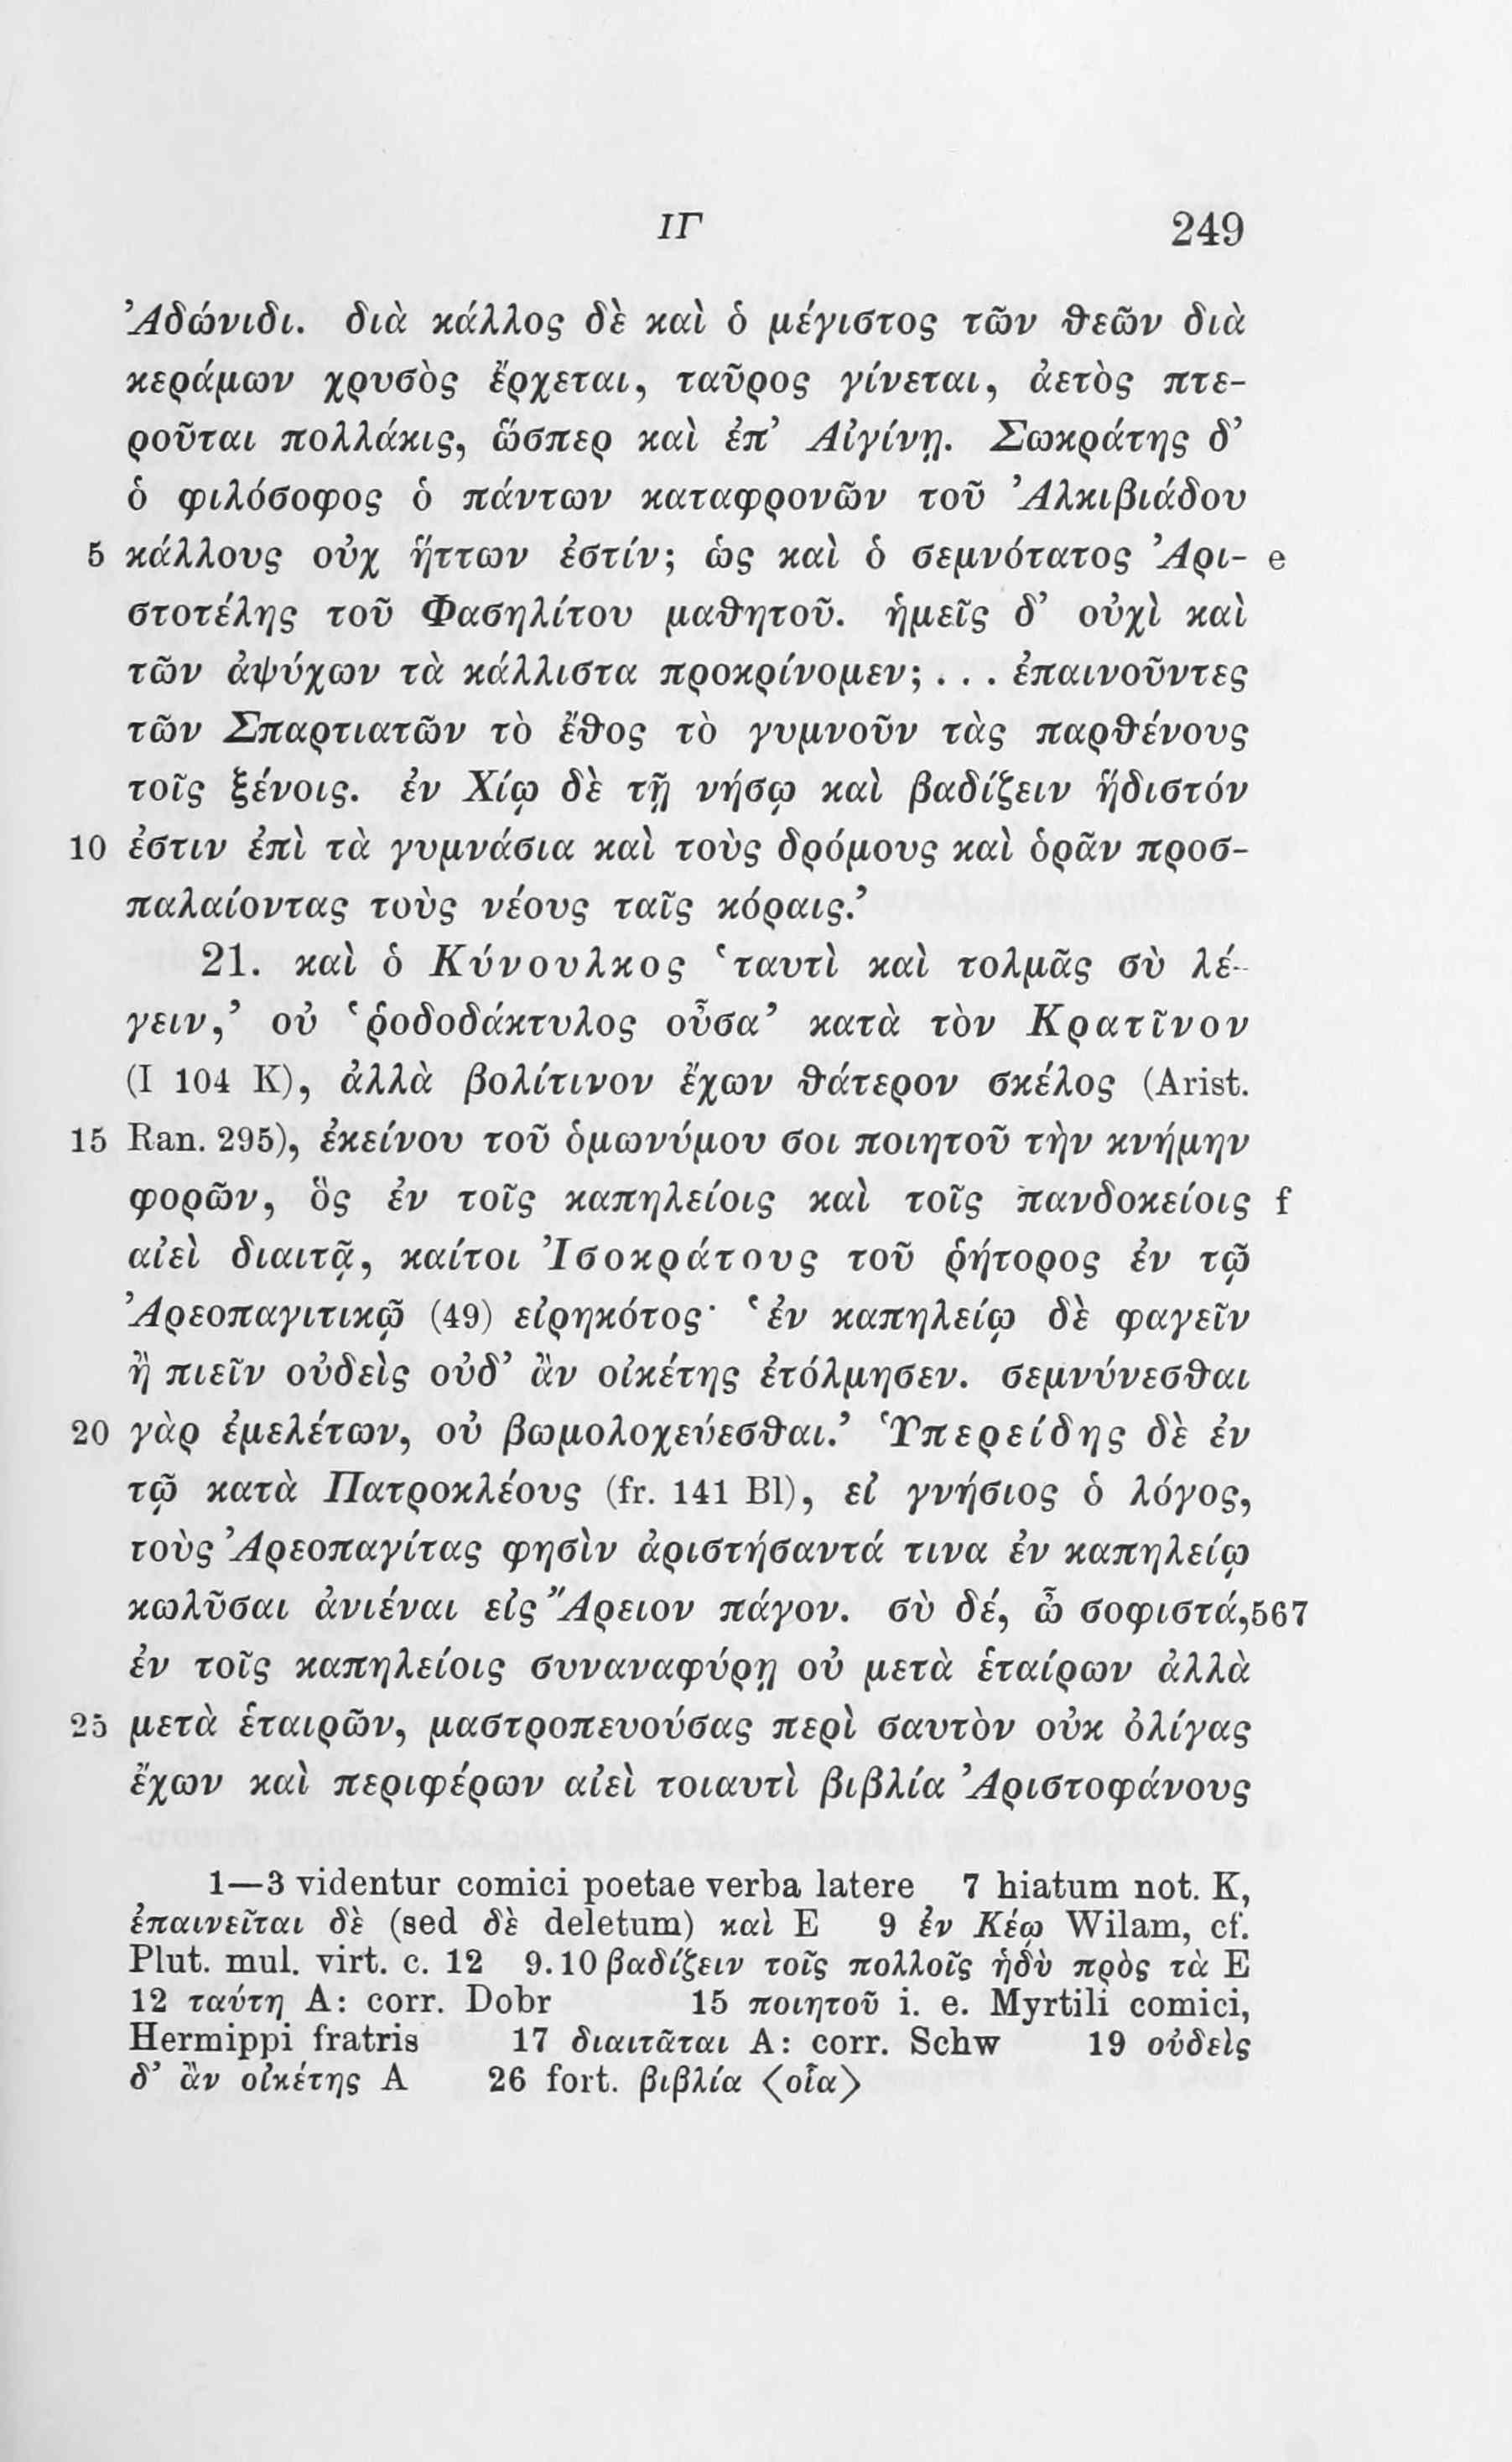 ΙΓ 249
Ἀδώνιδι. διὰ κάλλος δὲ καὶ ὁ μέγιστος τῶν θεῶν διὰ
κεράμων χρυσὸς ἔρχεται, ταῦρος γίνεται, ἀετὸς πτε-
ροῦται πολλάκις, ὥσπερ καὶ ἐπ’ Αἰγίνῃ. Σωκράτης δ’
ὁ φιλόσοφος ὁ πάντων καταφρονῶν τοῦ Ἀλκιβιάδου
5 κάλλους οὐχ ἥττων ἐστίν; ὡς καὶ ὁ σεμνότατος Ἀρι- e
στοτέλης τοῦ Φασηλίτου μαθητοῦ. ἡμεῖς δ’ οὐχὶ καὶ
τῶν ἀψύχων τὰ κάλλιστα προκρίνομεν; . . . ἐπαινοῦντες
τῶν Σπαρτιατῶν τὸ ἔθος τὸ γυμνοῦν τὰς παρθένους
τοῖς ξένοις. ἐν Χίῳ δὲ τῇ νήσῳ καὶ βαδίζειν ἥδιστόν
10 ἐστιν ἐπὶ τὰ γυμνάσια καὶ τοὺς δρόμους καὶ ὁρᾶν προσ-
παλαίοντας τοὺς νέους ταῖς κόραις.’
21. καὶ ὁ Κύνουλκος ‘ταυτὶ καὶ τολμᾷς σὺ λέ-
γειν,’ οὐ ‘ῥοδοδάκτυλος οὖσα’ κατὰ τὸν Κρατῖνον
(I 104 K), ἀλλὰ βολίτινον ἔχων θάτερον σκέλος (Arist.
15 Ran. 295), ἐκείνου τοῦ ὁμωνύμου σοι ποιητοῦ τὴν κνήμην
φορῶν, ὃς ἐν τοῖς καπηλείοις καὶ τοῖς πανδοκείοις f
αἰεὶ διαιτᾷ, καίτοι Ἰσοκράτους τοῦ ῥήτορος ἐν τῷ
Ἀρεοπαγιτικῷ (49) εἰρηκότος· ‘ἐν καπηλείῳ δὲ φαγεῖν
ἢ πιεῖν οὐδεὶς οὐδ’ ἂν οἰκέτης ἐτόλμησεν. σεμνύνεσθαι
20 γὰρ ἐμελέτων, οὐ βωμολοχεύεσθαι.’ Ὑπερείδης δὲ ἐν
τῷ κατὰ Πατροκλέους (fr. 141 Bl), εἰ γνήσιος ὁ λόγος,
τοὺς Ἀρεοπαγίτας φησὶν ἀριστήσαντά τινα ἐν καπηλείῳ
κωλῦσαι ἀνιέναι εἰς Ἄρειον πάγον. σὺ δέ, ὦ σοφιστά, 567
ἐν τοῖς καπηλείοις συναναφύρῃ οὐ μετὰ ἑταίρων ἀλλὰ
25 μετὰ ἑταιρῶν, μαστροπευούσας περὶ σαυτὸν οὐκ ὀλίγας
ἔχων καὶ περιφέρων αἰεὶ τοιαυτὶ βιβλία Ἀριστοφάνους
1—3 videntur comici poetae verba latere 7 hiatum not. K,
ἐπαινεῖται δὲ (sed δὲ deletum) καὶ E 9 ἐν Κέῳ Wilam, cf.
Plut. mul. virt. c. 12 9.10 βαδίζειν τοῖς πολλοῖς ἡδὺ πρὸς τὰ E
12 ταύτη A: corr. Dobr 15 ποιητοῦ i. e. Myrtili comici,
Hermippi fratris 17 διαιτᾶται A: corr. Schw 19 οὐδεὶς
δ’ ἂν οἰκέτης A 26 fort. βιβλία ⟨οἷα⟩